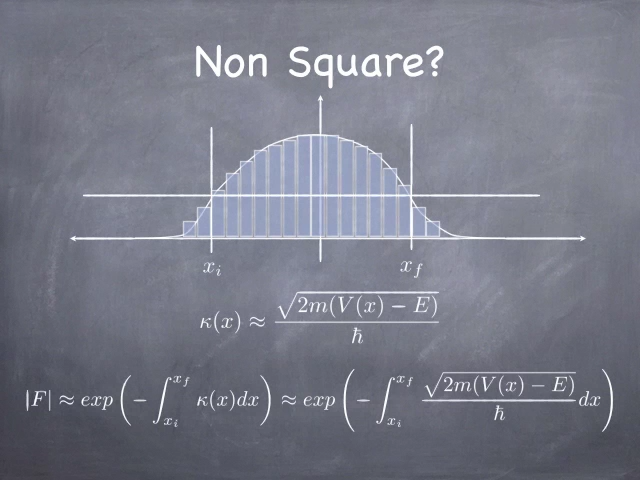 Non Square?
x_i x_f
κ(x) ≈ √(2m(V(x) − E)) / ħ
|F| ≈ exp(−∫_{x_i}^{x_f} κ(x)dx) ≈ exp(−∫_{x_i}^{x_f} √(2m(V(x) − E)) / ħ dx)